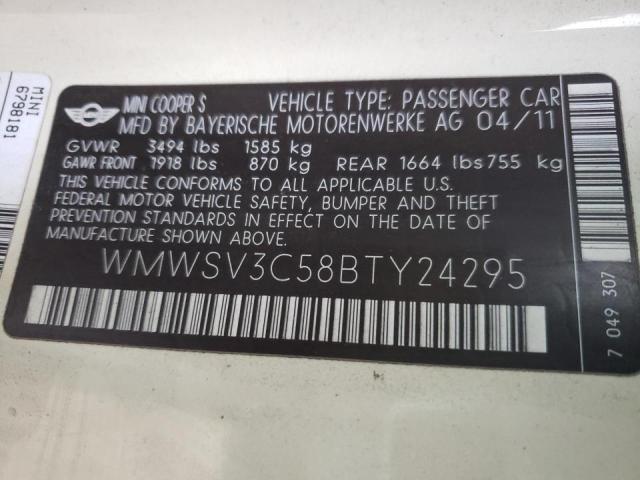 MINI COOPER S VEHICLE TYPE: PASSENGER CAR
MFD BY BAYERISCHE MOTORENWERKE AG 04/11
GVWR 3494 lbs 1585 kg
GAWR FRONT 1918 lbs 870 kg REAR 1664 lbs 755 kg
THIS VEHICLE CONFORMS TO ALL APPLICABLE U.S.
FEDERAL MOTOR VEHICLE SAFETY, BUMPER AND THEFT
PREVENTION STANDARDS IN EFFECT ON THE DATE OF
MANUFACTURE SHOWN ABOVE.
WMWSV3C58BTY24295
7 049 307
MINI
6798181